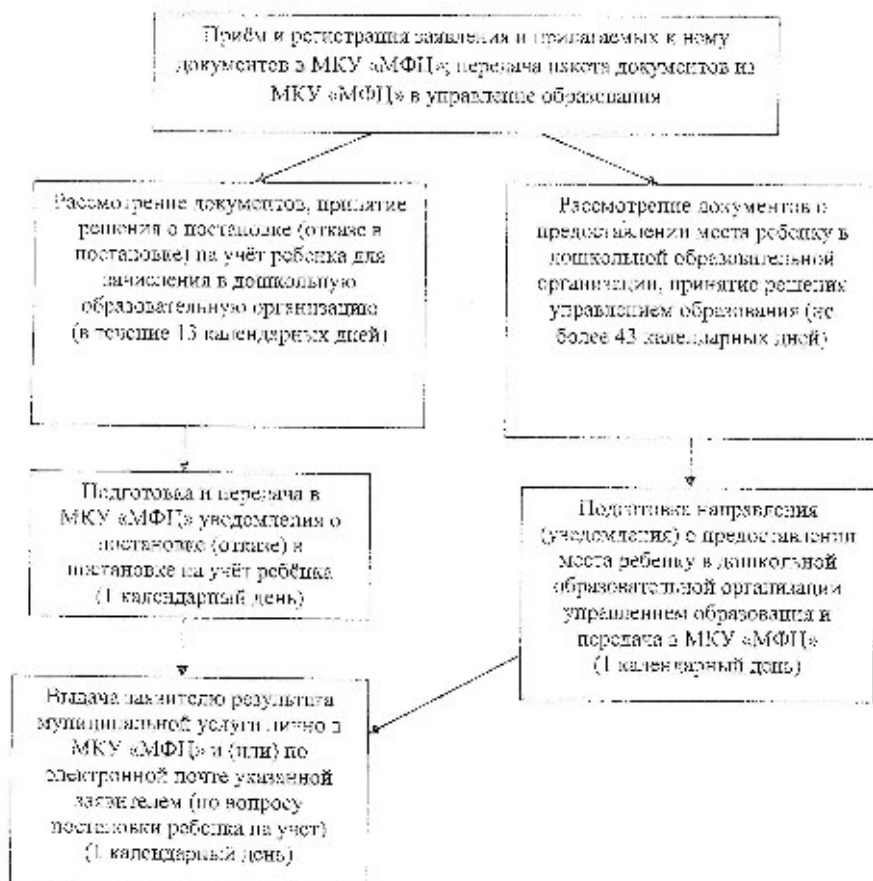 Приём и регистрация заявления и прилагаемых к нему
документов в МКУ «МФЦ»; передача пакета документов из
МКУ «МФЦ» в управление образования
Рассмотрение документов, принятие
решения о постановке (отказе в
постановке) на учёт ребенка для
зачисления в дошкольную
образовательную организацию
(в течение 13 календарных дней)
Рассмотрение документов о
предоставлении места ребенку в
дошкольной образовательной
организации, принятие решения
управлением образования (не
более 43 календарных дней)
Подготовка и передача в
МКУ «МФЦ» уведомления о
постановке (отказе) в
постановке на учёт ребёнка
(1 календарный день)
Подготовка направления
(уведомления) о предоставлении
места ребенку в дошкольной
образовательной организации
управлением образования и
передача в МКУ «МФЦ»
(1 календарный день)
Выдача заявителю результата
муниципальной услуги лично в
МКУ «МФЦ» и (или) по
электронной почте указанной
заявителем (по вопросу
постановки ребенка на учет)
(1 календарный день)